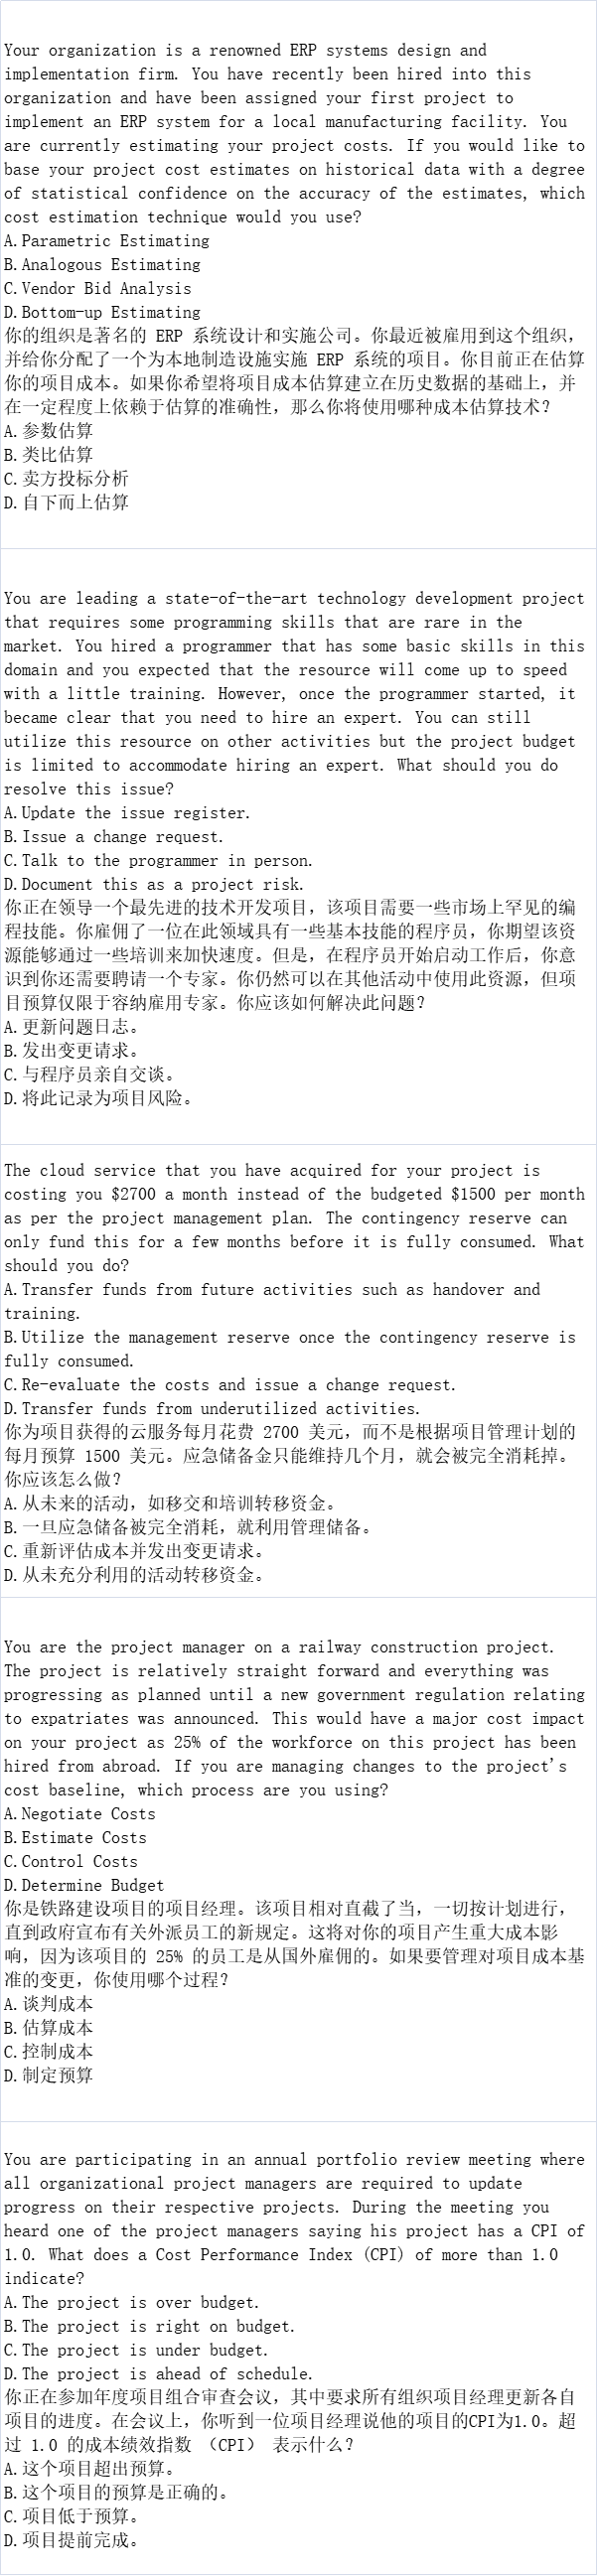 Your organization is a renowned ERP systems design and
implementation firm. You have recently been hired into this
organization and have been assigned your first project to
implement an ERP system for a local manufacturing facility. You
are currently estimating your project costs. If you would like to
base your project cost estimates on historical data with a degree
of statistical confidence on the accuracy of the estimates, which
cost estimation technique would you use?
A.Parametric Estimating
B.Analogous Estimating
C.Vendor Bid Analysis
D.Bottom-up Estimating
你的组织是著名的 ERP 系统设计和实施公司。你最近被雇用到这个组织，
并给你分配了一个为本地制造设施实施 ERP 系统的项目。你目前正在估算
你的项目成本。如果你希望将项目成本估算建立在历史数据的基础上，并
在一定程度上依赖于估算的准确性，那么你将使用哪种成本估算技术？
A.参数估算
B.类比估算
C.卖方投标分析
D.自下而上估算
You are leading a state-of-the-art technology development project
that requires some programming skills that are rare in the
market. You hired a programmer that has some basic skills in this
domain and you expected that the resource will come up to speed
with a little training. However, once the programmer started, it
became clear that you need to hire an expert. You can still
utilize this resource on other activities but the project budget
is limited to accommodate hiring an expert. What should you do
resolve this issue?
A.Update the issue register.
B.Issue a change request.
C.Talk to the programmer in person.
D.Document this as a project risk.
你正在领导一个最先进的技术开发项目，该项目需要一些市场上罕见的编
程技能。你雇佣了一位在此领域具有一些基本技能的程序员，你期望该资
源能够通过一些培训来加快速度。但是，在程序员开始启动工作后，你意
识到你还需要聘请一个专家。你仍然可以在其他活动中使用此资源，但项
目预算仅限于容纳雇用专家。你应该如何解决此问题？
A.更新问题日志。
B.发出变更请求。
C.与程序员亲自交谈。
D.将此记录为项目风险。
The cloud service that you have acquired for your project is
costing you $2700 a month instead of the budgeted $1500 per month
as per the project management plan. The contingency reserve can
only fund this for a few months before it is fully consumed. What
should you do?
A.Transfer funds from future activities such as handover and
training.
B.Utilize the management reserve once the contingency reserve is
fully consumed.
C.Re-evaluate the costs and issue a change request.
D.Transfer funds from underutilized activities.
你为项目获得的云服务每月花费 2700 美元，而不是根据项目管理计划的
每月预算 1500 美元。应急储备金只能维持几个月，就会被完全消耗掉。
你应该怎么做？
A.从未来的活动，如移交和培训转移资金。
B.一旦应急储备被完全消耗，就利用管理储备。
C.重新评估成本并发出变更请求。
D.从未充分利用的活动转移资金。
You are the project manager on a railway construction project.
The project is relatively straight forward and everything was
progressing as planned until a new government regulation relating
to expatriates was announced. This would have a major cost impact
on your project as 25% of the workforce on this project has been
hired from abroad. If you are managing changes to the project's
cost baseline, which process are you using?
A.Negotiate Costs
B.Estimate Costs
C.Control Costs
D.Determine Budget
你是铁路建设项目的项目经理。该项目相对直截了当，一切按计划进行，
直到政府宣布有关外派员工的新规定。这将对你的项目产生重大成本影
响，因为该项目的 25% 的员工是从国外雇佣的。如果要管理对项目成本基
准的变更，你使用哪个过程？
A.谈判成本
B.估算成本
C.控制成本
D.制定预算
You are participating in an annual portfolio review meeting where
all organizational project managers are required to update
progress on their respective projects. During the meeting you
heard one of the project managers saying his project has a CPI of
1.0. What does a Cost Performance Index (CPI) of more than 1.0
indicate?
A.The project is over budget.
B.The project is right on budget.
C.The project is under budget.
D.The project is ahead of schedule.
你正在参加年度项目组合审查会议，其中要求所有组织项目经理更新各自
项目的进度。在会议上，你听到一位项目经理说他的项目的CPI为1.0。超
过 1.0 的成本绩效指数 （CPI） 表示什么？
A.这个项目超出预算。
B.这个项目的预算是正确的。
C.项目低于预算。
D.项目提前完成。